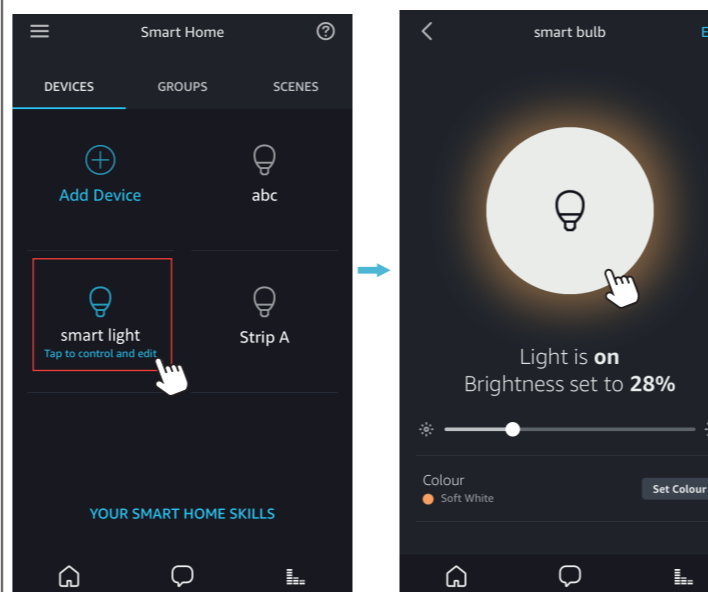 Smart Home
DEVICES GROUPS SCENES
Add Device
abc
smart light
Tap to control and edit
Strip A
YOUR SMART HOME SKILLS
smart bulb
Light is on
Brightness set to 28%
Colour
Soft White
Set Colour